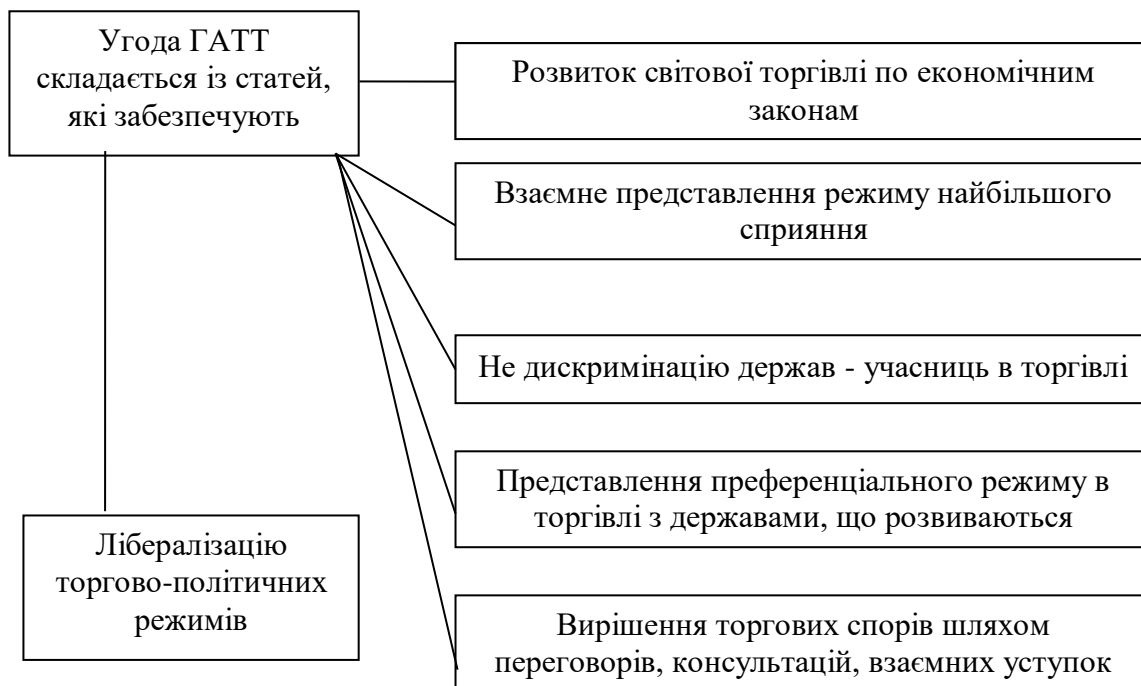 Угода ГАТТ
складається із статей,
які забезпечують
Розвиток світової торгівлі по економічним
законам
Взаємне представлення режиму найбільшого
сприяння
Не дискримінацію держав - учасниць в торгівлі
Представлення преференціального режиму в
торгівлі з державами, що розвиваються
Лібералізацію
торгово-політичних
режимів
Вирішення торгових спорів шляхом
переговорів, консультацій, взаємних уступок